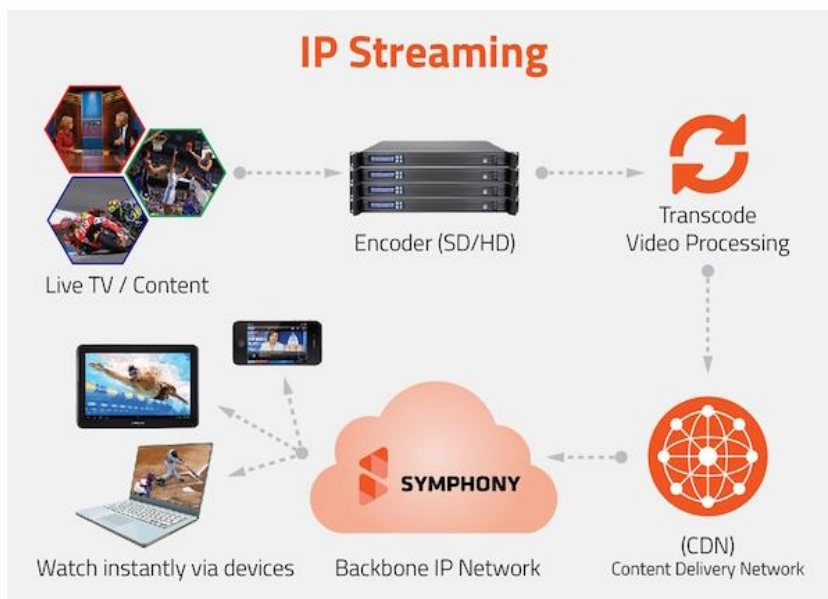 IP Streaming
Live TV / Content
Encoder (SD/HD)
Transcode
Video Processing
(CDN)
Content Delivery Network
SYMPHONY
Backbone IP Network
Watch instantly via devices